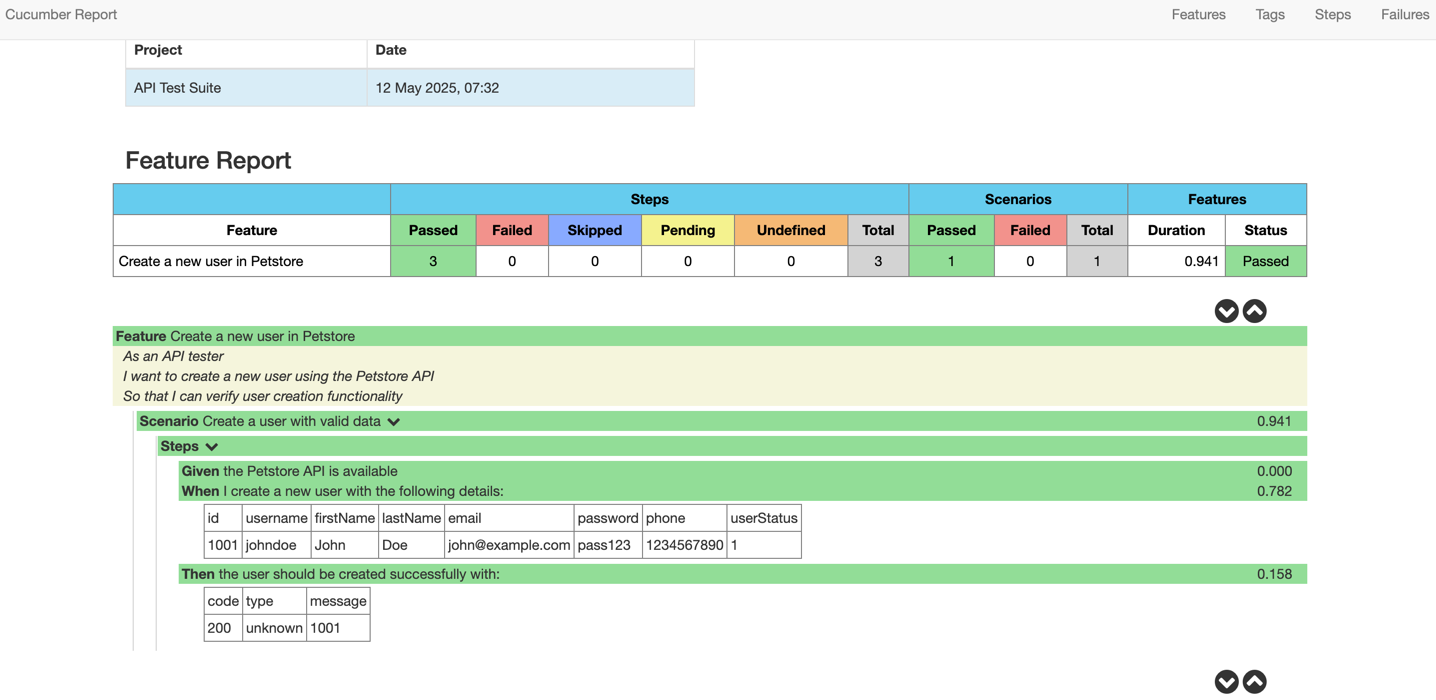 Cucumber Report Features Tags Steps Failures
Project Date
API Test Suite 12 May 2025, 07:32
Feature Report
Steps Scenarios Features
Feature Passed Failed Skipped Pending Undefined Total Passed Failed Total Duration Status
Create a new user in Petstore 3 0 0 0 0 3 1 0 1 0.941 Passed
Feature Create a new user in Petstore
As an API tester
I want to create a new user using the Petstore API
So that I can verify user creation functionality
Scenario Create a user with valid data 0.941
Steps
Given the Petstore API is available 0.000
When I create a new user with the following details: 0.782
id username firstName lastName email password phone userStatus
1001 johndoe John Doe john@example.com pass123 1234567890 1
Then the user should be created successfully with: 0.158
code type message
200 unknown 1001